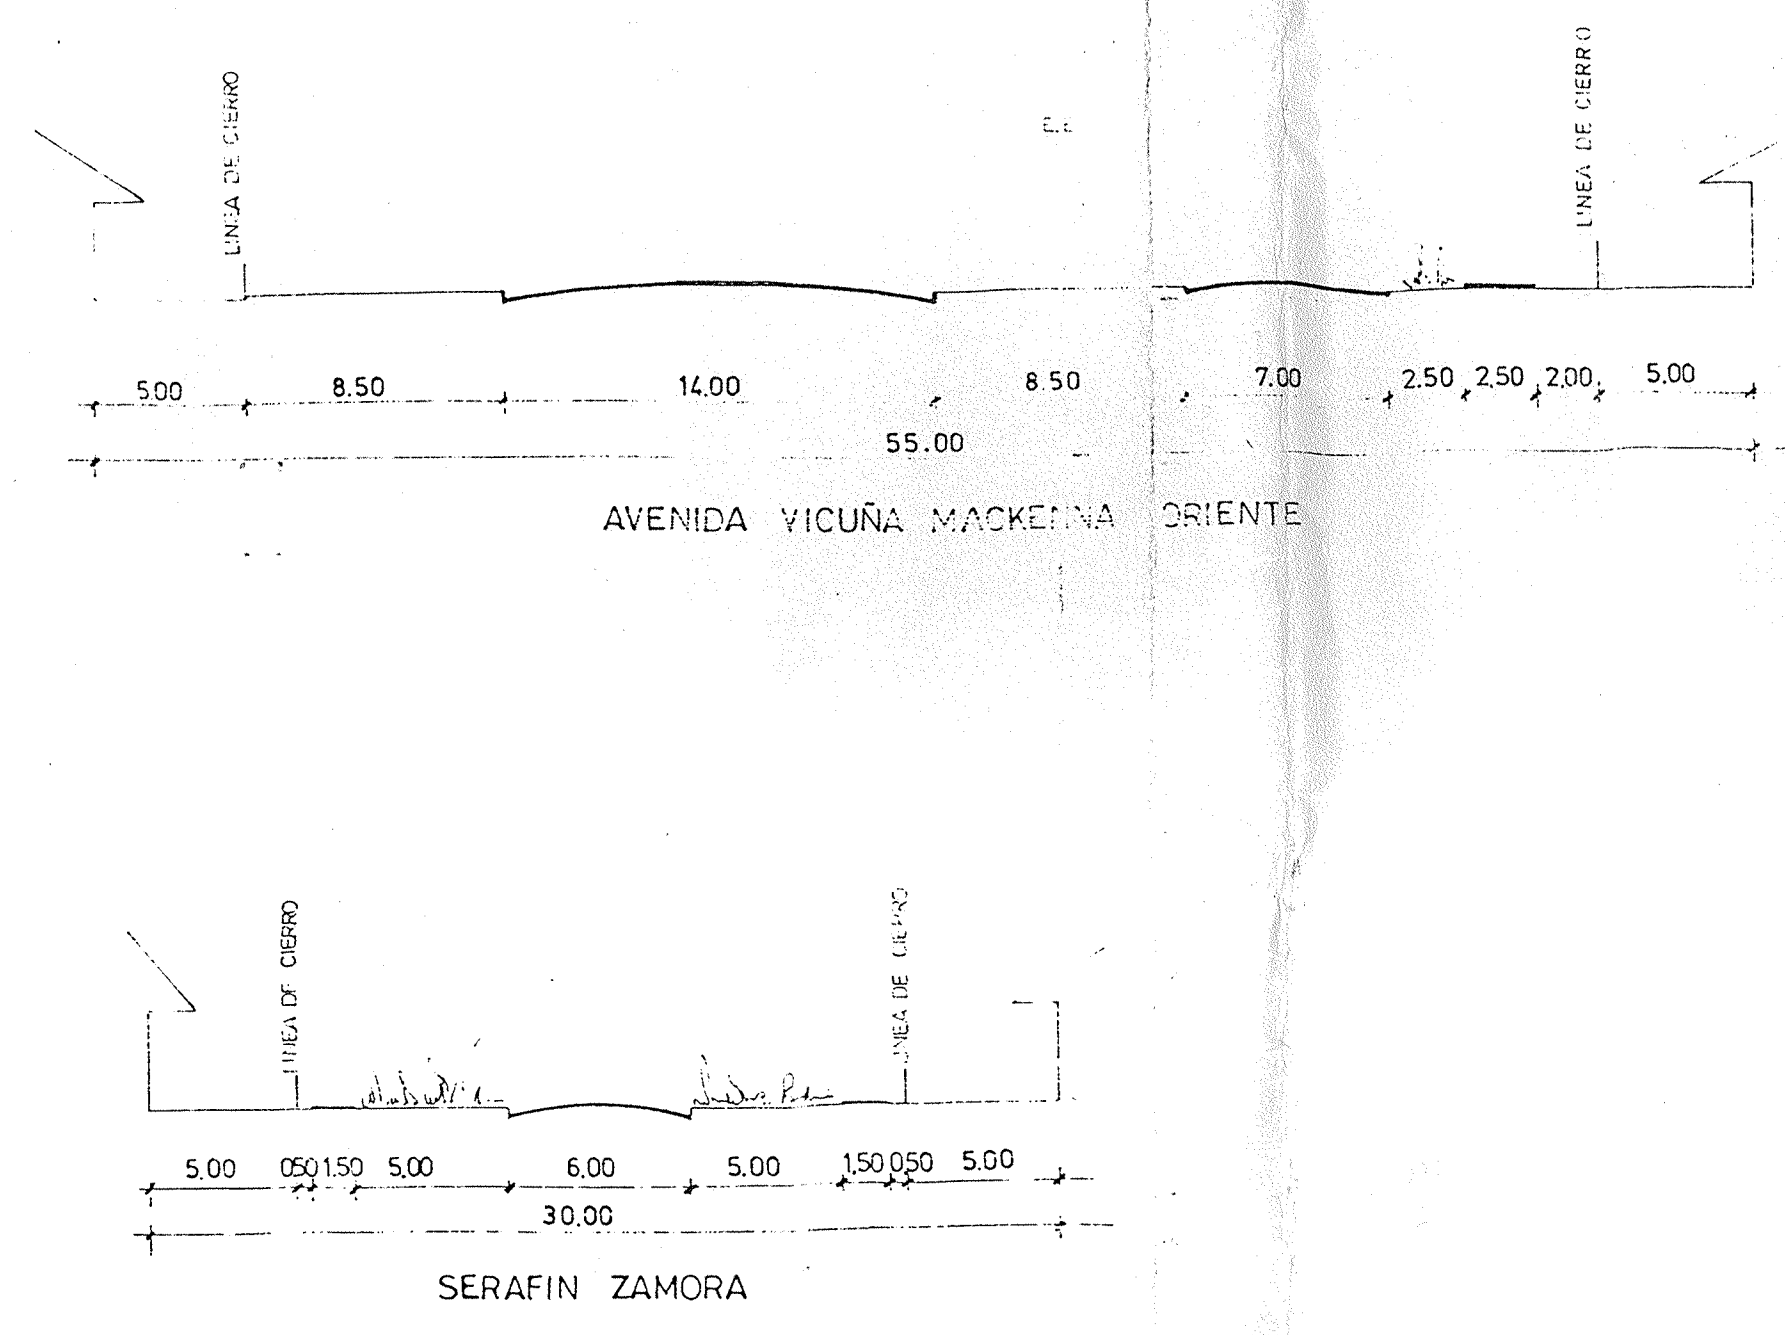 LINEA DE CIERRO
LINEA DE CIERRO
E.E
5.00 8.50 14.00 8.50 7.00 2.50 2.50 2.00 5.00
55.00
AVENIDA VICUÑA MACKENNA ORIENTE
LINEA DE CIERRO
LINEA DE CIERRO
5.00 0.50 1.50 5.00 6.00 5.00 1.50 0.50 5.00
30.00
SERAFIN ZAMORA